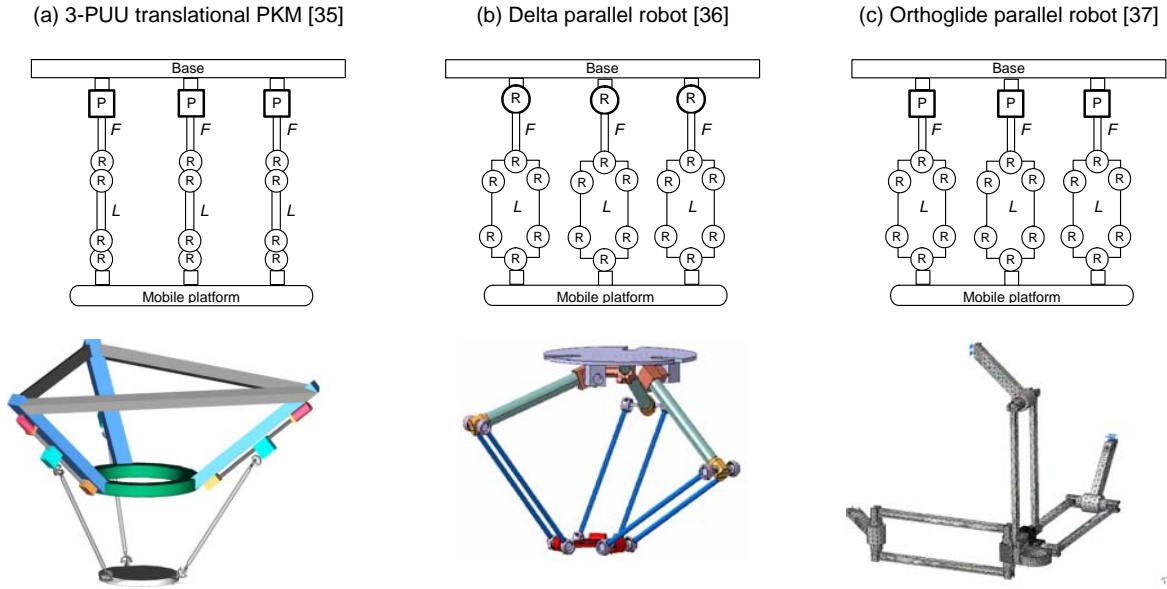 (a) 3-PUU translational PKM [35] (b) Delta parallel robot [36] (c) Orthoglide parallel robot [37]
Base Base Base
P P P R R R P P P
F F F F F F F F F
R R R R R R R R R
R R R R R R R R R R R R R R R
L L L L L L L L L
R R R R R R R R R R R R R R R
R R R R R R R R R
Mobile platform Mobile platform Mobile platform